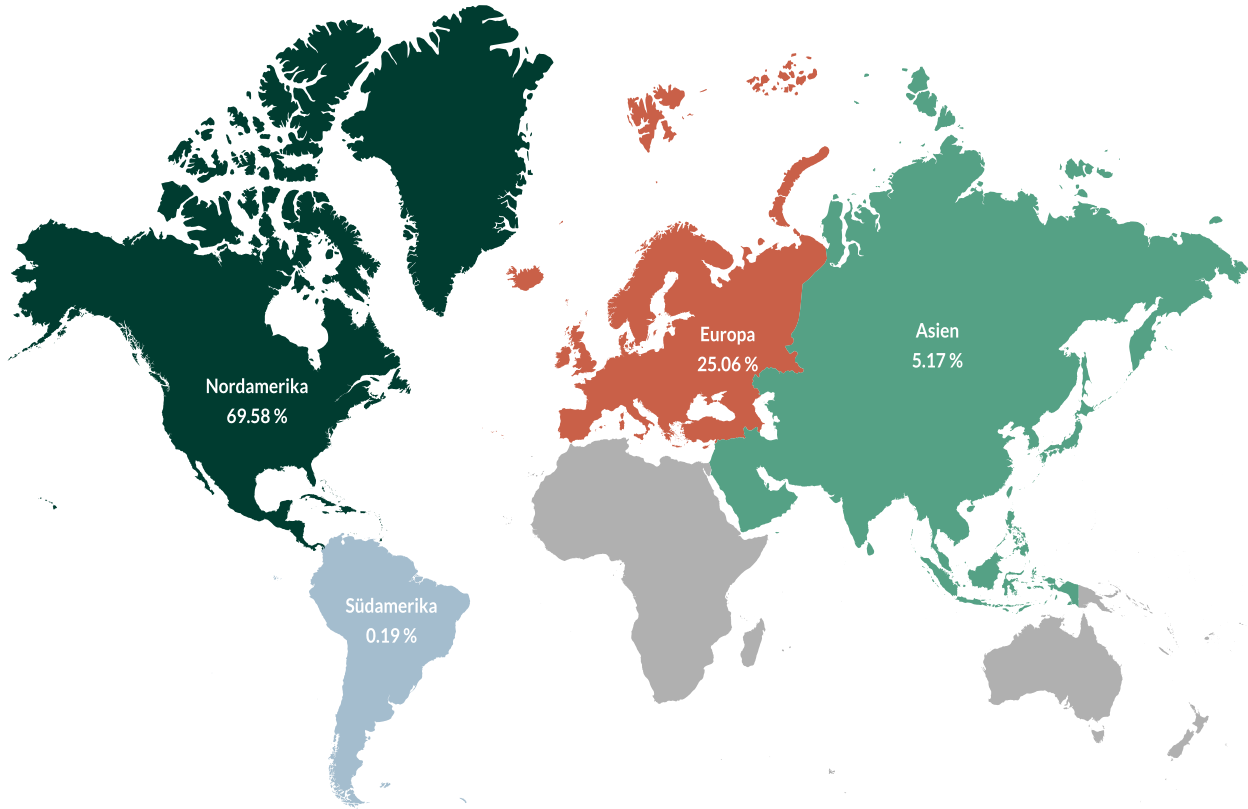 Nordamerika
69.58 %
Europa
25.06 %
Asien
5.17 %
Südamerika
0.19 %